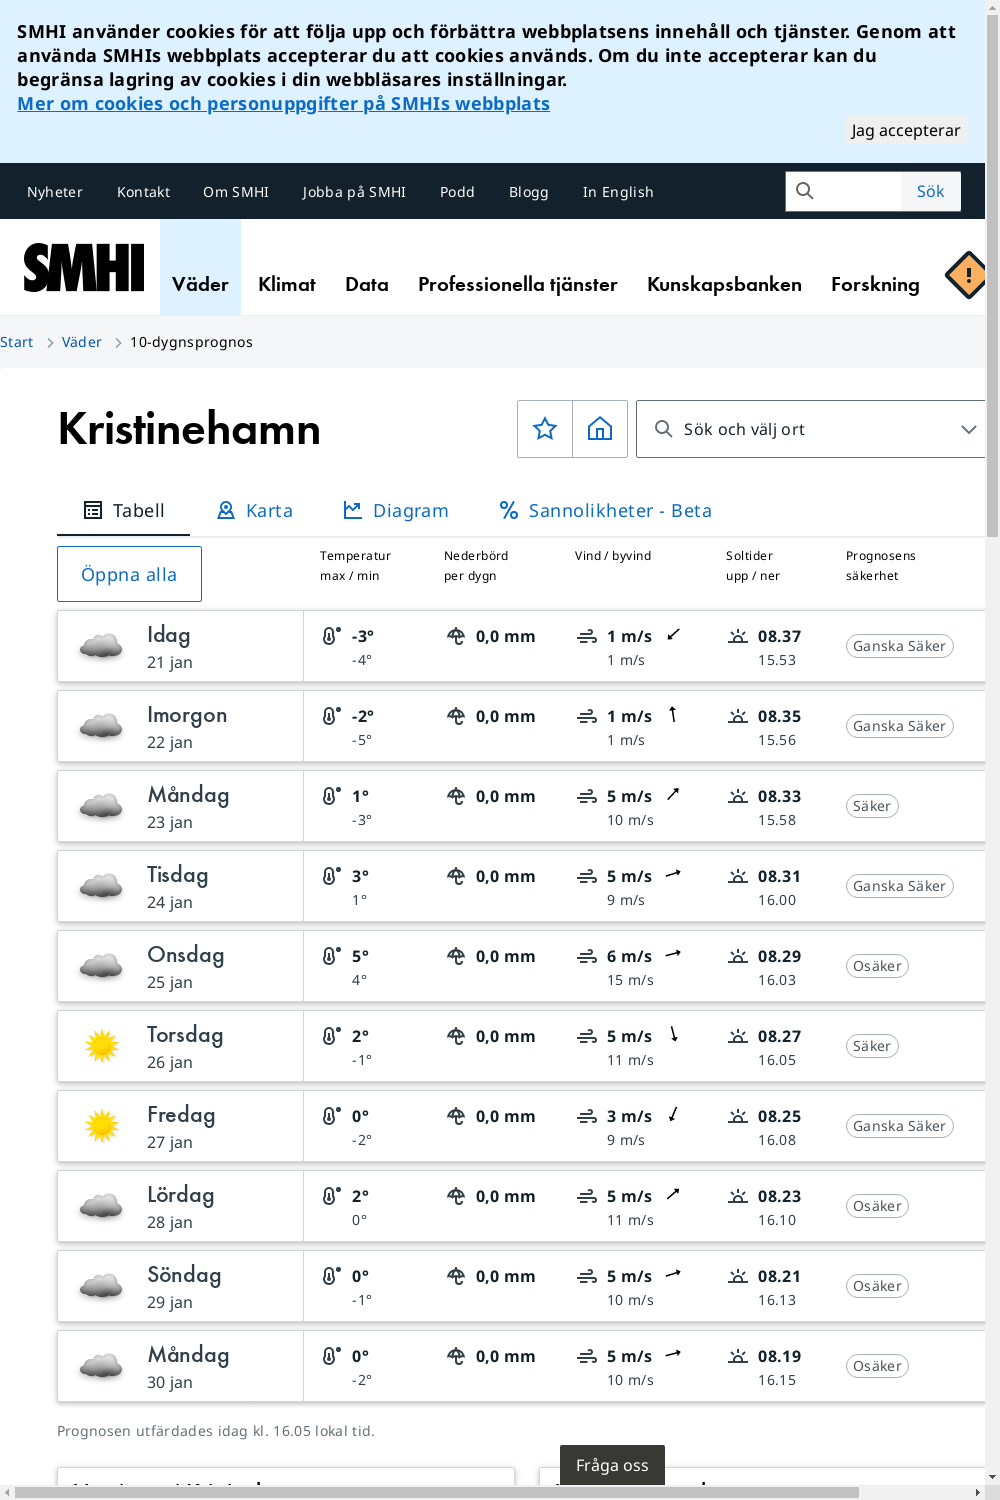 SMHI använder cookies för att följa upp och förbättra webbplatsens innehåll och tjänster. Genom att
använda SMHIs webbplats accepterar du att cookies används. Om du inte accepterar kan du
begränsa lagring av cookies i din webbläsares inställningar.
Mer om cookies och personuppgifter på SMHIs webbplats
Jag accepterar
Nyheter Kontakt Om SMHI Jobba på SMHI Podd Blogg In English Sök
SMHI Väder Klimat Data Professionella tjänster Kunskapsbanken Forskning
Start Väder 10-dygnsprognos
Kristinehamn
Sök och välj ort
Tabell Karta Diagram Sannolikheter - Beta
Öppna alla
Temperatur Nederbörd Vind / byvind Soltider Prognosens
max / min per dygn upp / ner säkerhet
Idag -3° 0,0 mm 1 m/s 08.37 Ganska Säker
21 jan -4° 1 m/s 15.53
Imorgon -2° 0,0 mm 1 m/s 08.35 Ganska Säker
22 jan -5° 1 m/s 15.56
Måndag 1° 0,0 mm 5 m/s 08.33 Säker
23 jan -3° 10 m/s 15.58
Tisdag 3° 0,0 mm 5 m/s 08.31 Ganska Säker
24 jan 1° 9 m/s 16.00
Onsdag 5° 0,0 mm 6 m/s 08.29 Osäker
25 jan 4° 15 m/s 16.03
Torsdag 2° 0,0 mm 5 m/s 08.27 Säker
26 jan -1° 11 m/s 16.05
Fredag 0° 0,0 mm 3 m/s 08.25 Ganska Säker
27 jan -2° 9 m/s 16.08
Lördag 2° 0,0 mm 5 m/s 08.23 Osäker
28 jan 0° 11 m/s 16.10
Söndag 0° 0,0 mm 5 m/s 08.21 Osäker
29 jan -1° 10 m/s 16.13
Måndag 0° 0,0 mm 5 m/s 08.19 Osäker
30 jan -2° 10 m/s 16.15
Prognosen utfärdades idag kl. 16.05 lokal tid.
Fråga oss